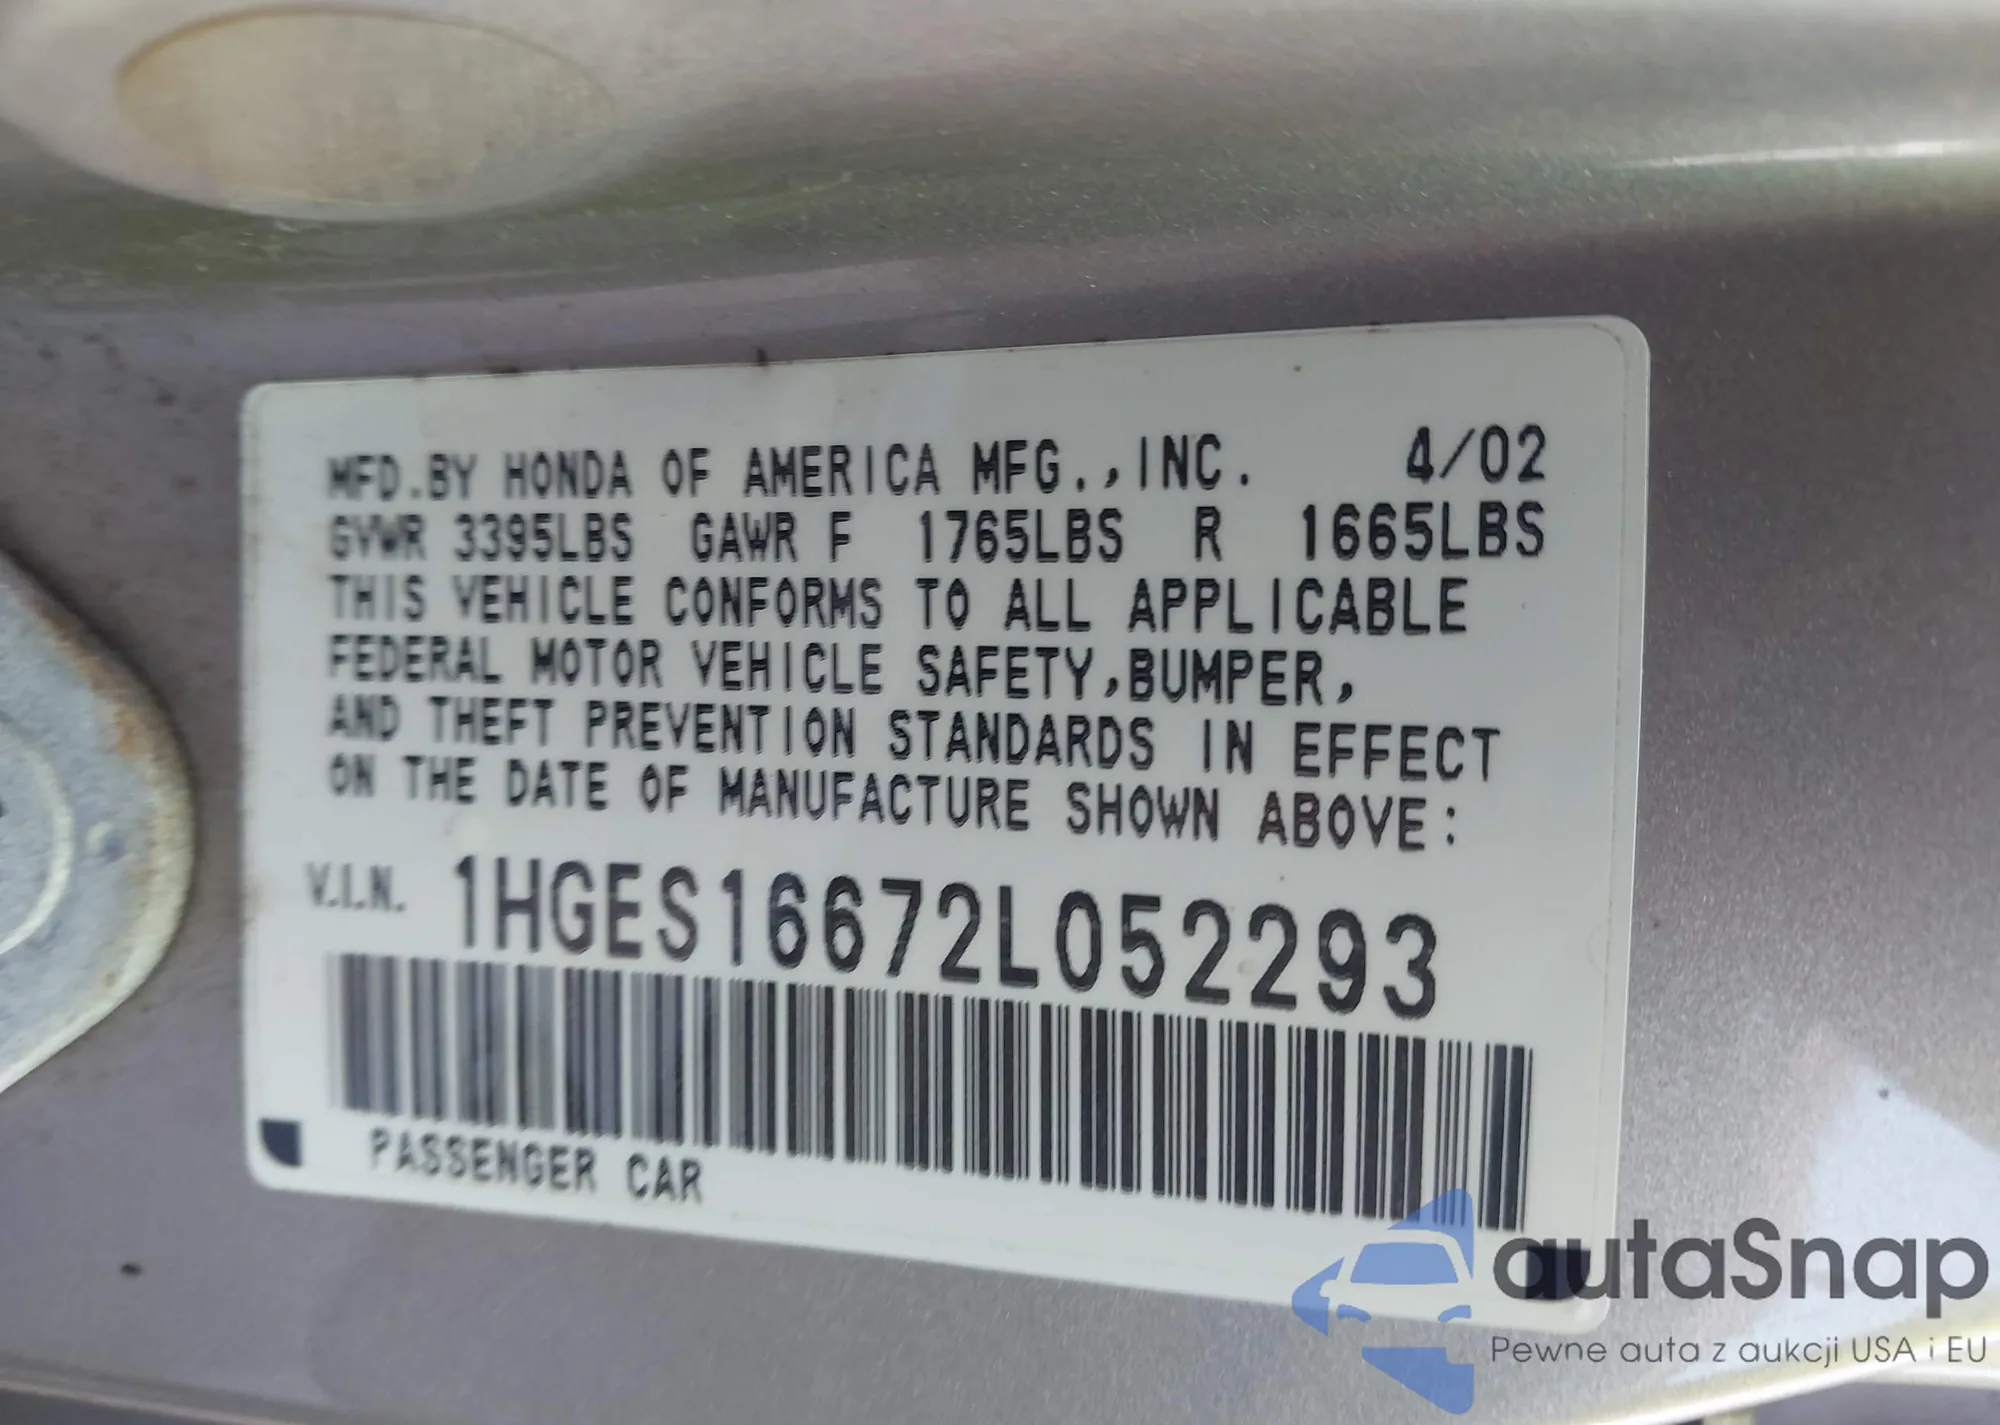 MFD.BY HONDA OF AMERICA MFG.,INC. 4/02
GVWR 3395LBS GAWR F 1765LBS R 1665LBS
THIS VEHICLE CONFORMS TO ALL APPLICABLE
FEDERAL MOTOR VEHICLE SAFETY,BUMPER,
AND THEFT PREVENTION STANDARDS IN EFFECT
ON THE DATE OF MANUFACTURE SHOWN ABOVE:
V.I.N. 1HGES16672L052293
PASSENGER CAR
autaSnap
Pewne auta z aukcji USA i EU